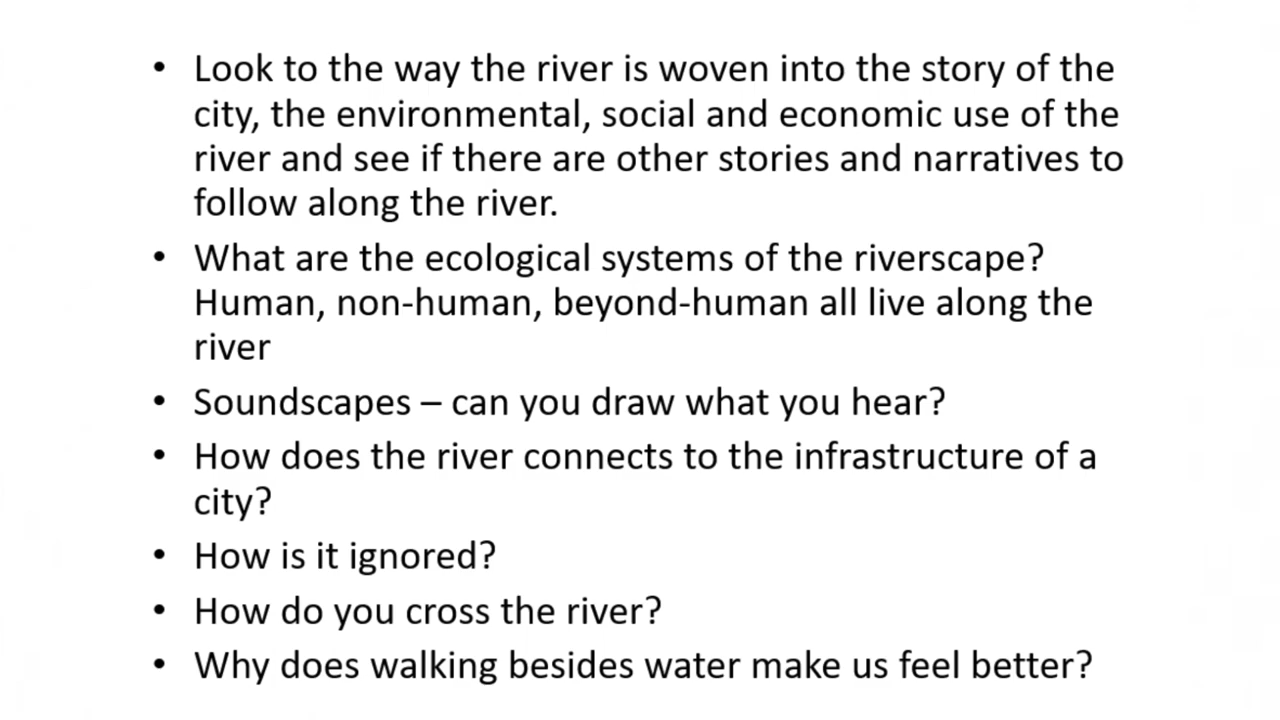 • Look to the way the river is woven into the story of the
city, the environmental, social and economic use of the
river and see if there are other stories and narratives to
follow along the river.
• What are the ecological systems of the riverscape?
Human, non-human, beyond-human all live along the
river
• Soundscapes – can you draw what you hear?
• How does the river connects to the infrastructure of a
city?
• How is it ignored?
• How do you cross the river?
• Why does walking besides water make us feel better?